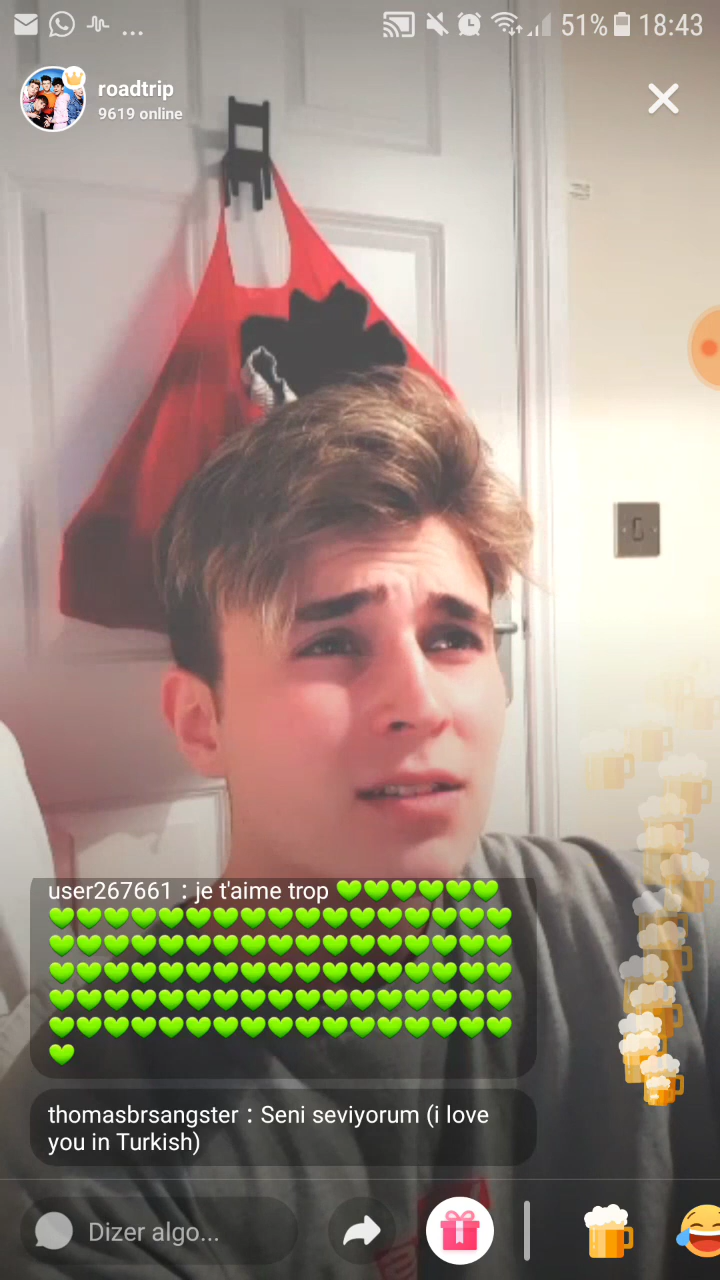 ... 51% 18:43
roadtrip
9619 online
user267661 : je t'aime trop 💚💚💚💚💚💚
💚💚💚💚💚💚💚💚💚💚💚💚💚💚💚💚💚
💚💚💚💚💚💚💚💚💚💚💚💚💚💚💚💚💚
💚💚💚💚💚💚💚💚💚💚💚💚💚💚💚💚💚
💚💚💚💚💚💚💚💚💚💚💚💚💚💚💚💚💚
💚💚💚💚💚💚💚💚💚💚💚💚💚💚💚💚💚
💚
thomasbrsangster : Seni seviyorum (i love
you in Turkish)
Dizer algo...